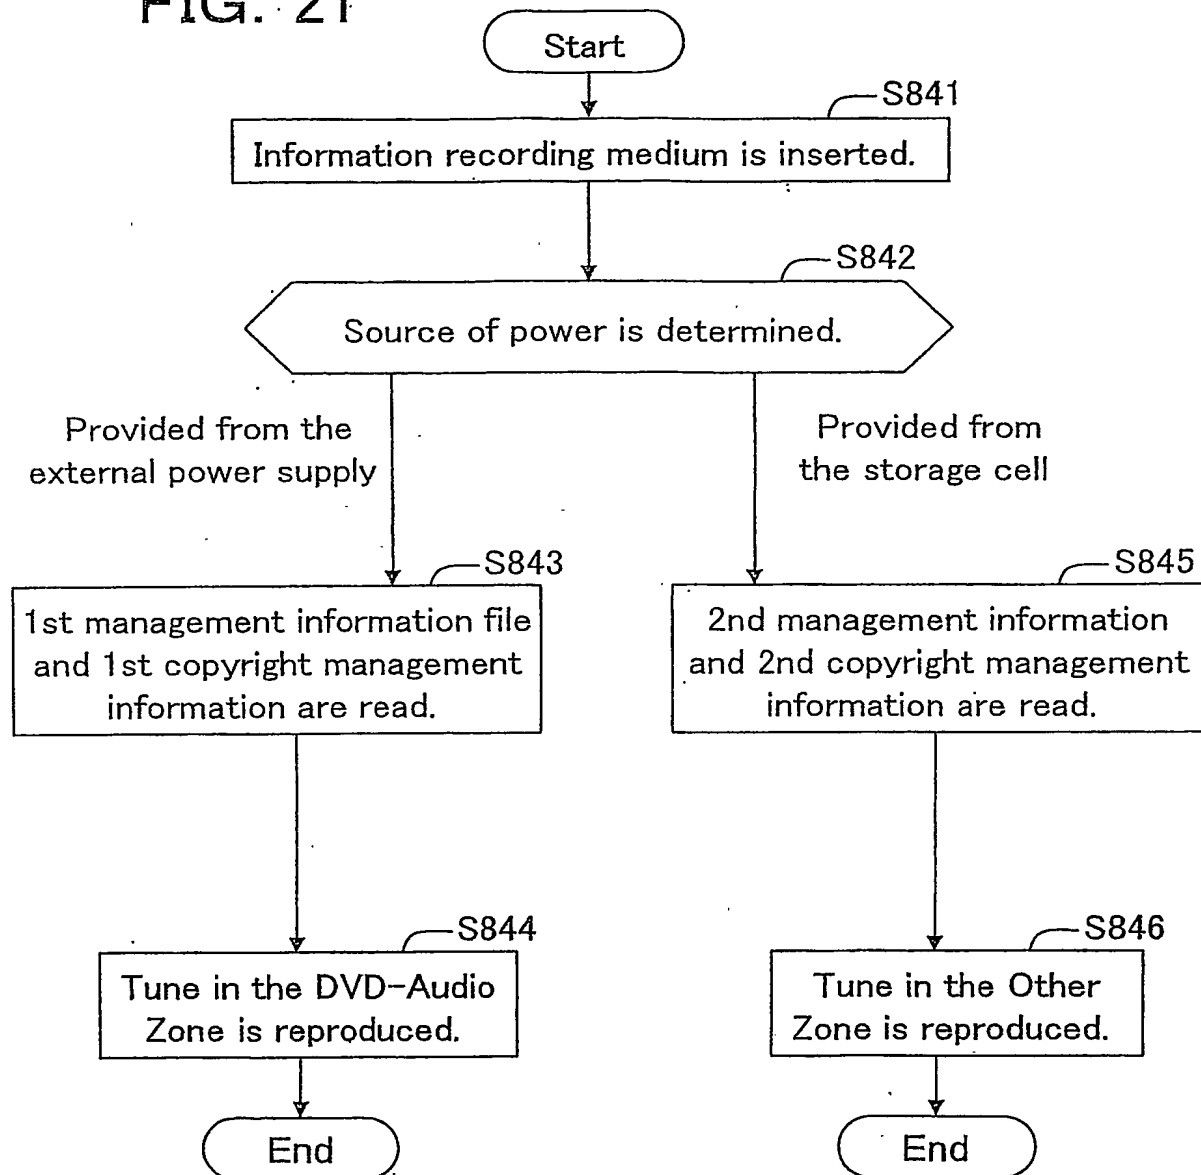 FIG. 21
Start
S841
Information recording medium is inserted.
S842
Source of power is determined.
Provided from the
external power supply
Provided from
the storage cell
S843
1st management information file
and 1st copyright management
information are read.
S845
2nd management information
and 2nd copyright management
information are read.
S844
Tune in the DVD-Audio
Zone is reproduced.
S846
Tune in the Other
Zone is reproduced.
End
End